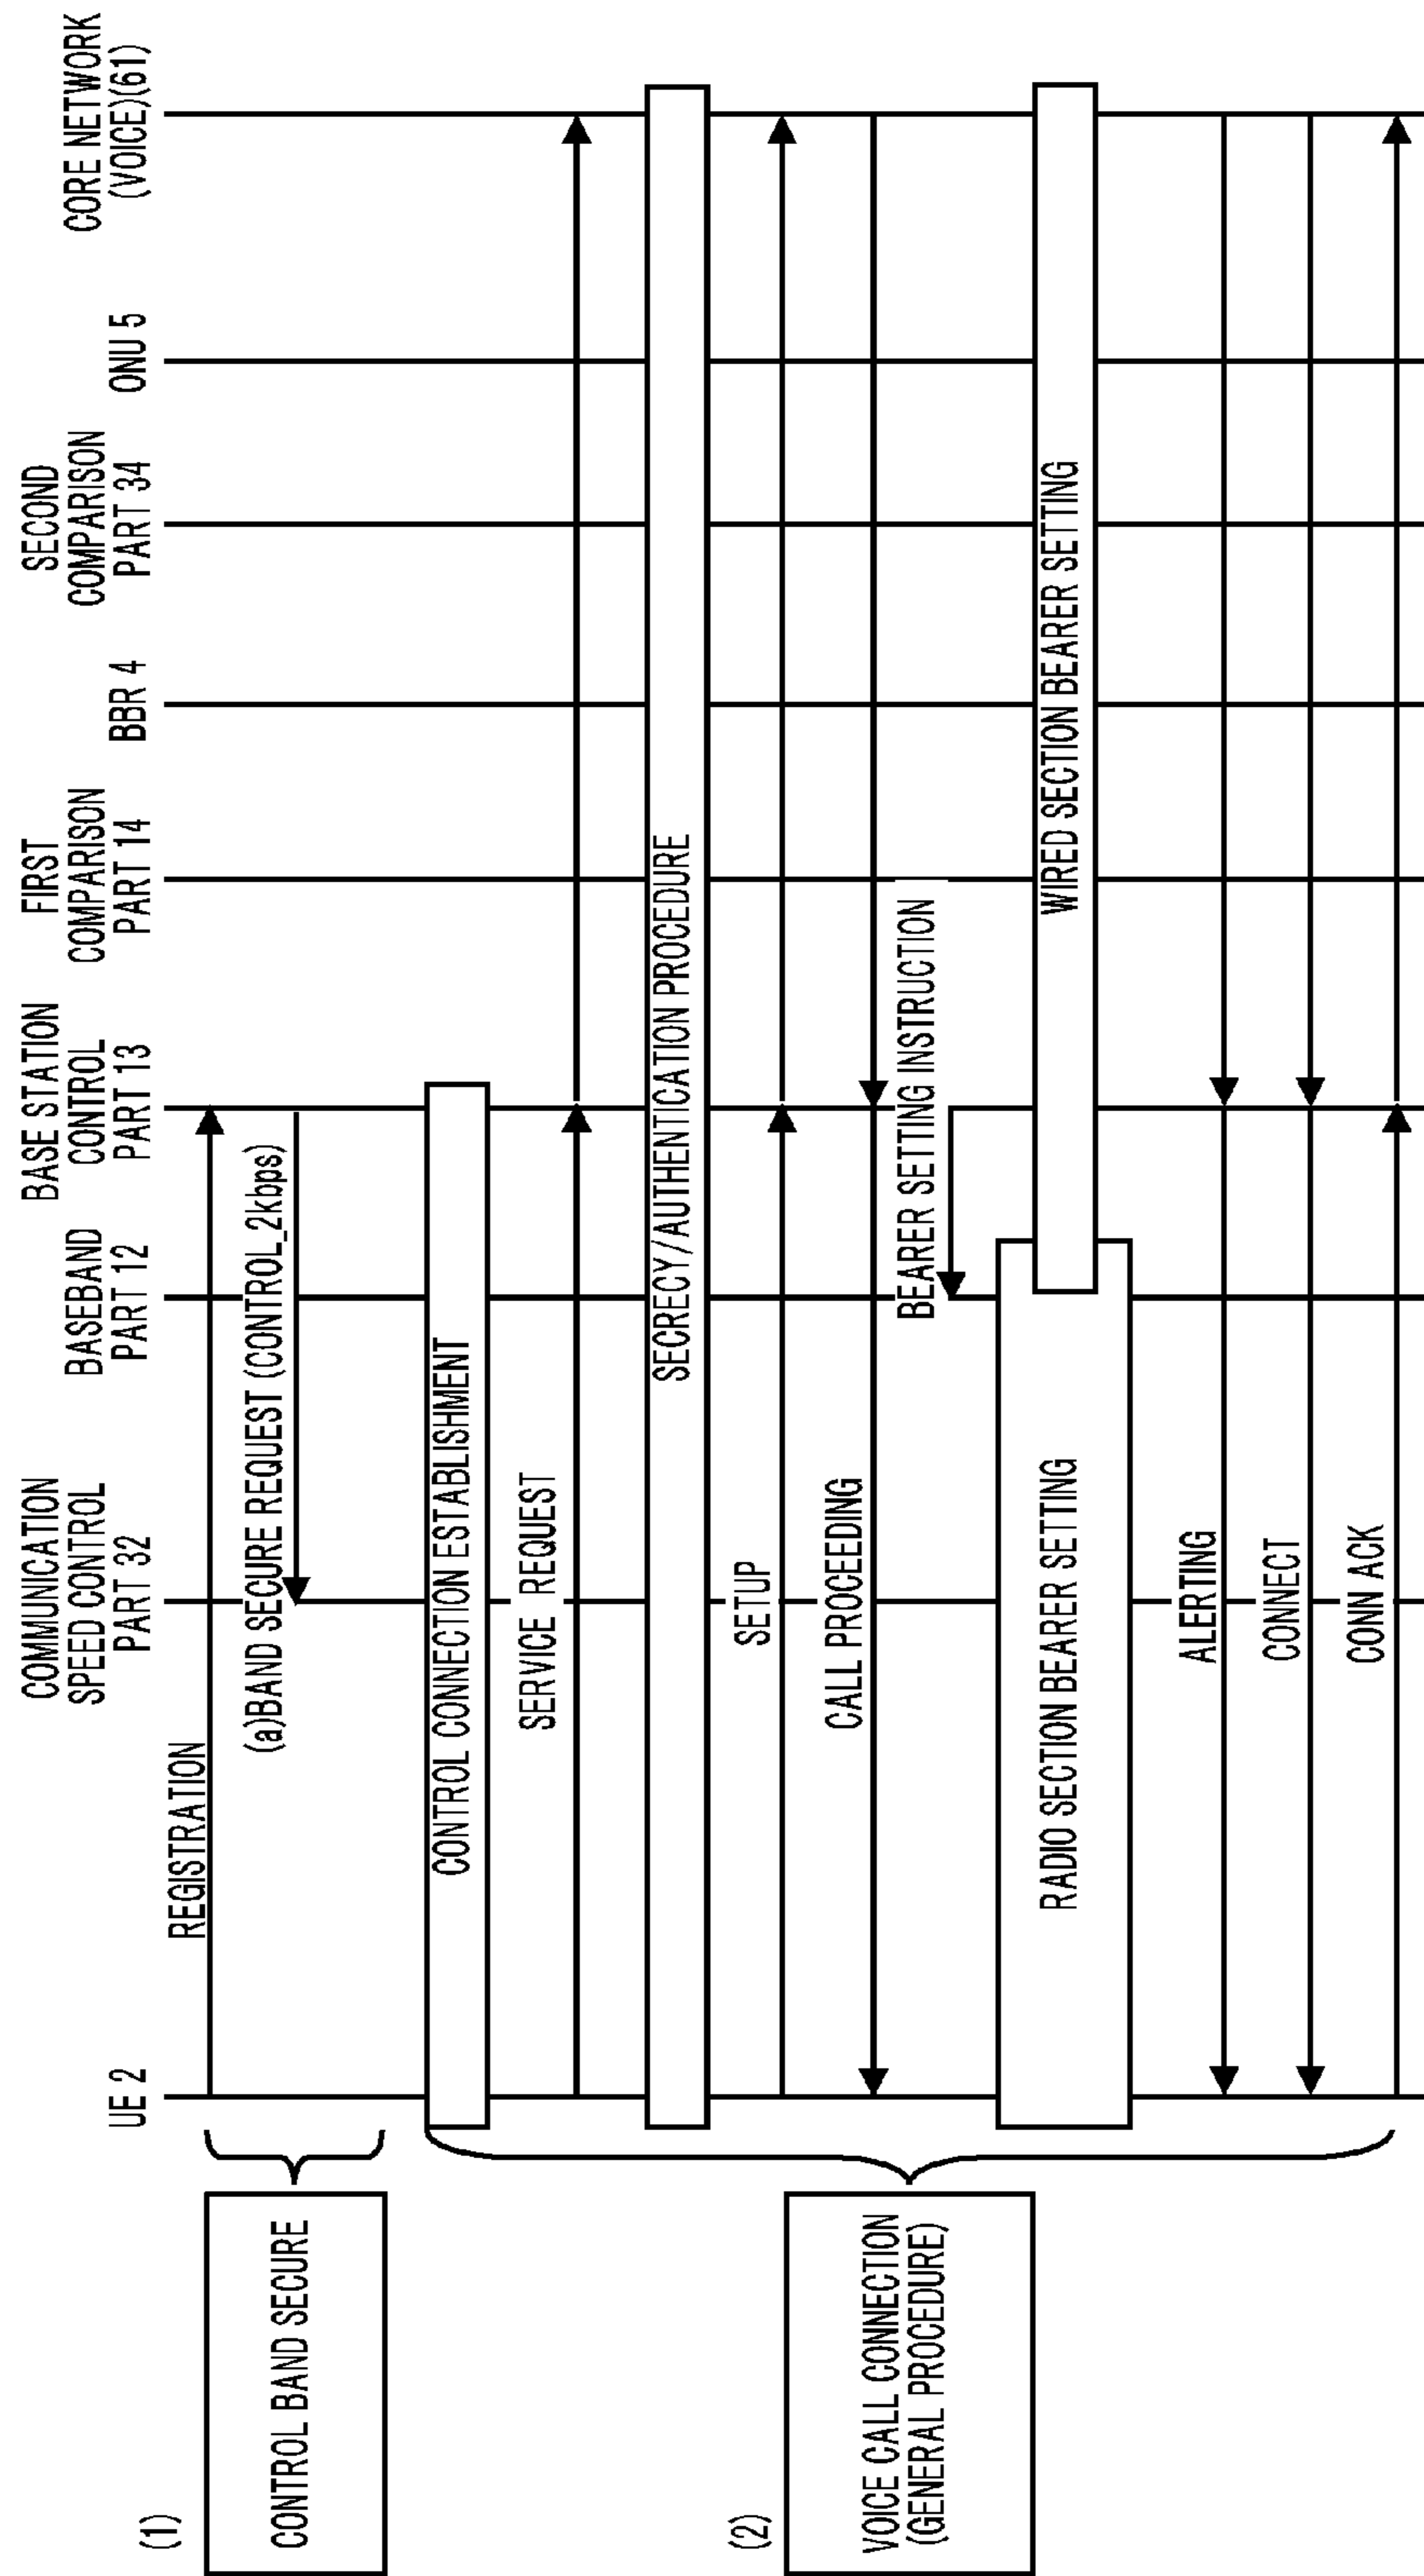 UE 2
COMMUNICATION
SPEED CONTROL
PART 32
BASEBAND
PART 12
BASE STATION
CONTROL
PART 13
FIRST
COMPARISON
PART 14
BBR 4
SECOND
COMPARISON
PART 34
ONU 5
CORE NETWORK
(VOICE)(61)
(1)
CONTROL BAND SECURE
REGISTRATION
(a)BAND SECURE REQUEST (CONTROL_2kbps)
(2)
VOICE CALL CONNECTION
(GENERAL PROCEDURE)
CONTROL CONNECTION ESTABLISHMENT
SERVICE REQUEST
SECRECY/AUTHENTICATION PROCEDURE
SETUP
CALL PROCEEDING
BEARER SETTING INSTRUCTION
RADIO SECTION BEARER SETTING
WIRED SECTION BEARER SETTING
ALERTING
CONNECT
CONN ACK